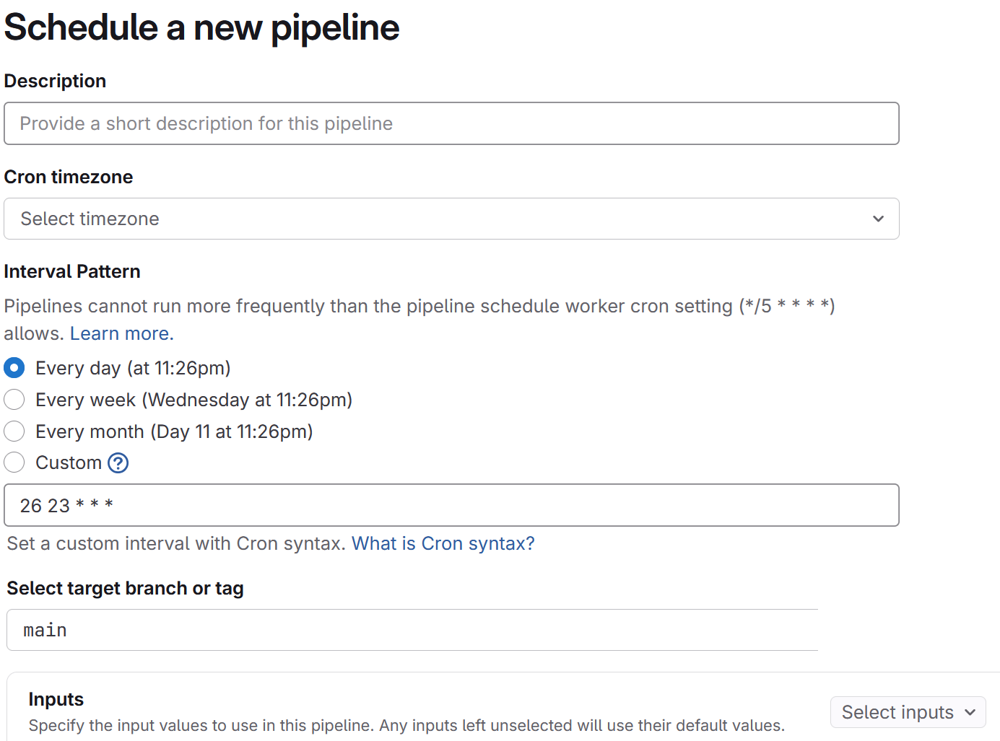 Schedule a new pipeline
Description
Provide a short description for this pipeline
Cron timezone
Select timezone
Interval Pattern
Pipelines cannot run more frequently than the pipeline schedule worker cron setting (*/5 * * * *)
allows. Learn more.
Every day (at 11:26pm)
Every week (Wednesday at 11:26pm)
Every month (Day 11 at 11:26pm)
Custom ?
26 23 * * *
Set a custom interval with Cron syntax. What is Cron syntax?
Select target branch or tag
main
Inputs
Specify the input values to use in this pipeline. Any inputs left unselected will use their default values.
Select inputs